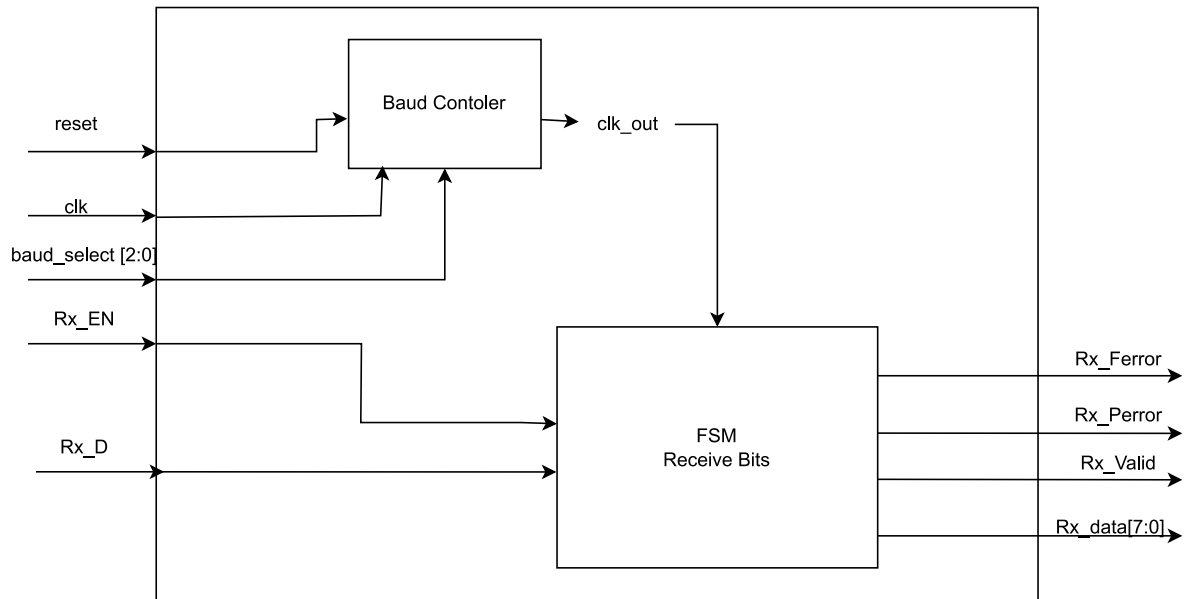 Baud Contoler
reset
clk_out
clk
baud_select [2:0]
Rx_EN
Rx_Ferror
Rx_Perror
FSM
Receive Bits
Rx_D
Rx_Valid
Rx_data[7:0]